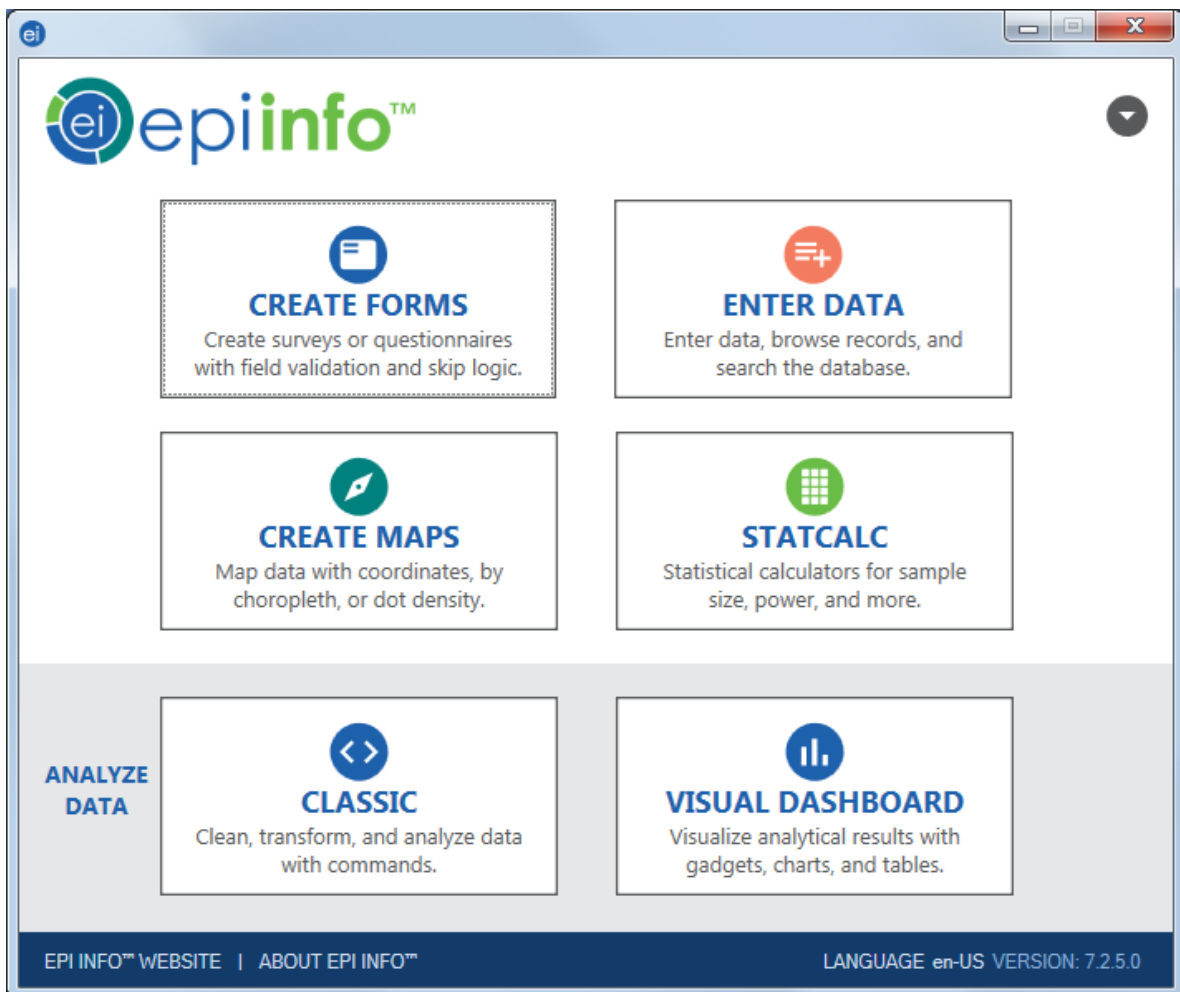 ei
ei epiinfo™
CREATE FORMS
Create surveys or questionnaires
with field validation and skip logic.
ENTER DATA
Enter data, browse records, and
search the database.
CREATE MAPS
Map data with coordinates, by
choropleth, or dot density.
STATCALC
Statistical calculators for sample
size, power, and more.
ANALYZE
DATA
CLASSIC
Clean, transform, and analyze data
with commands.
VISUAL DASHBOARD
Visualize analytical results with
gadgets, charts, and tables.
EPI INFO™ WEBSITE | ABOUT EPI INFO™
LANGUAGE en-US VERSION: 7.2.5.0